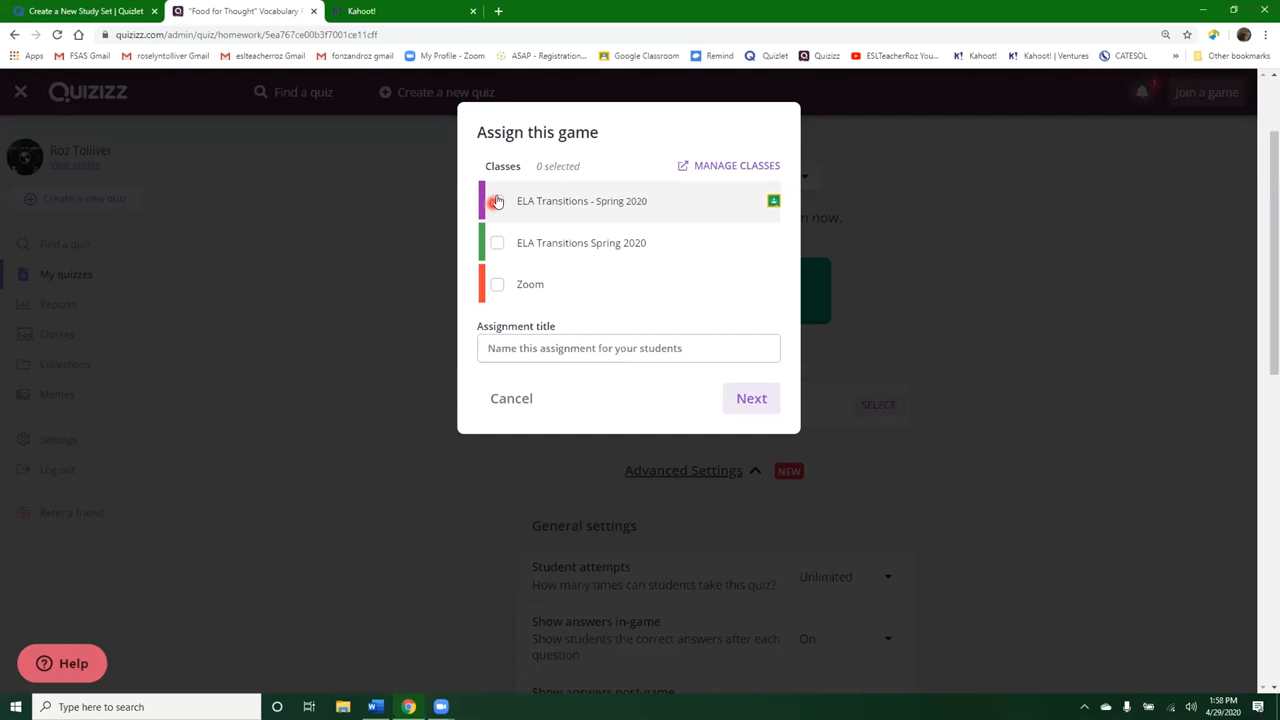 Create a New Study Set | Quizlet
"Food for Thought" Vocabulary F
Kahoot!
quizizz.com/admin/quiz/homework/5ea767ce00b3f7001ce11cff
Apps
FSAS Gmail
roselyntolliver Gmail
eslteacherroz Gmail
fonzandroz gmail
My Profile - Zoom
ASAP - Registration...
Google Classroom
Remind
Quizlet
Quizizz
ESLTeacherRoz You...
Kahoot!
Kahoot! | Ventures
CATESOL
»
Other bookmarks
Quizizz
Find a quiz
Create a new quiz
1
Join a game
Roz Tolliver
View profile
Create a new quiz
Find a quiz
My quizzes
Reports
Classes
Collections
Memes
Settings
Log out
Refer a friend
Assign this game
Classes 0 selected
MANAGE CLASSES
ELA Transitions - Spring 2020
ELA Transitions Spring 2020
Zoom
Assignment title
Name this assignment for your students
Cancel
Next
m now.
SELECT
Advanced Settings
NEW
General settings
Student attempts
How many times can students take this quiz?
Unlimited
Show answers in-game
Show students the correct answers after each
question
On
Show answers post-game
Help
Type here to search
1:58 PM
4/29/2020